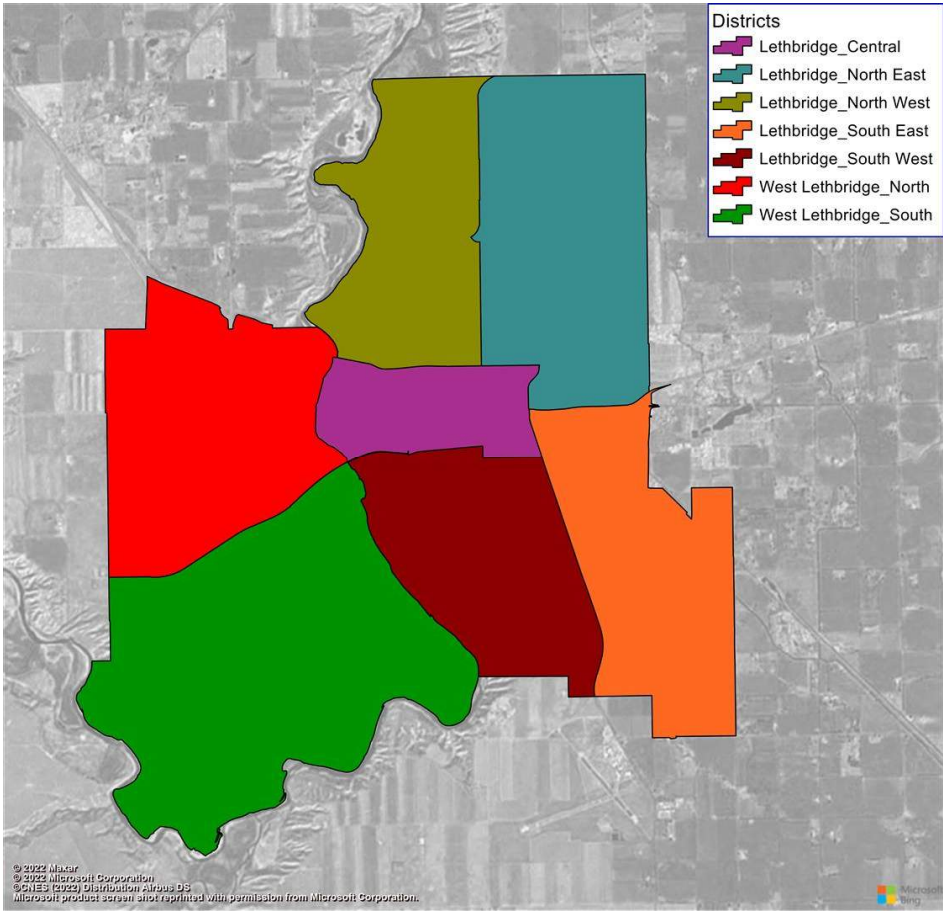 Districts
Lethbridge_Central
Lethbridge_North East
Lethbridge_North West
Lethbridge_South East
Lethbridge_South West
West Lethbridge_North
West Lethbridge_South
© 2022 Maxar
© 2022 Microsoft Corporation
©CNES (2022) Distribution Airbus DS
Microsoft product screen shot reprinted with permission from Microsoft Corporation.
Microsoft
Bing